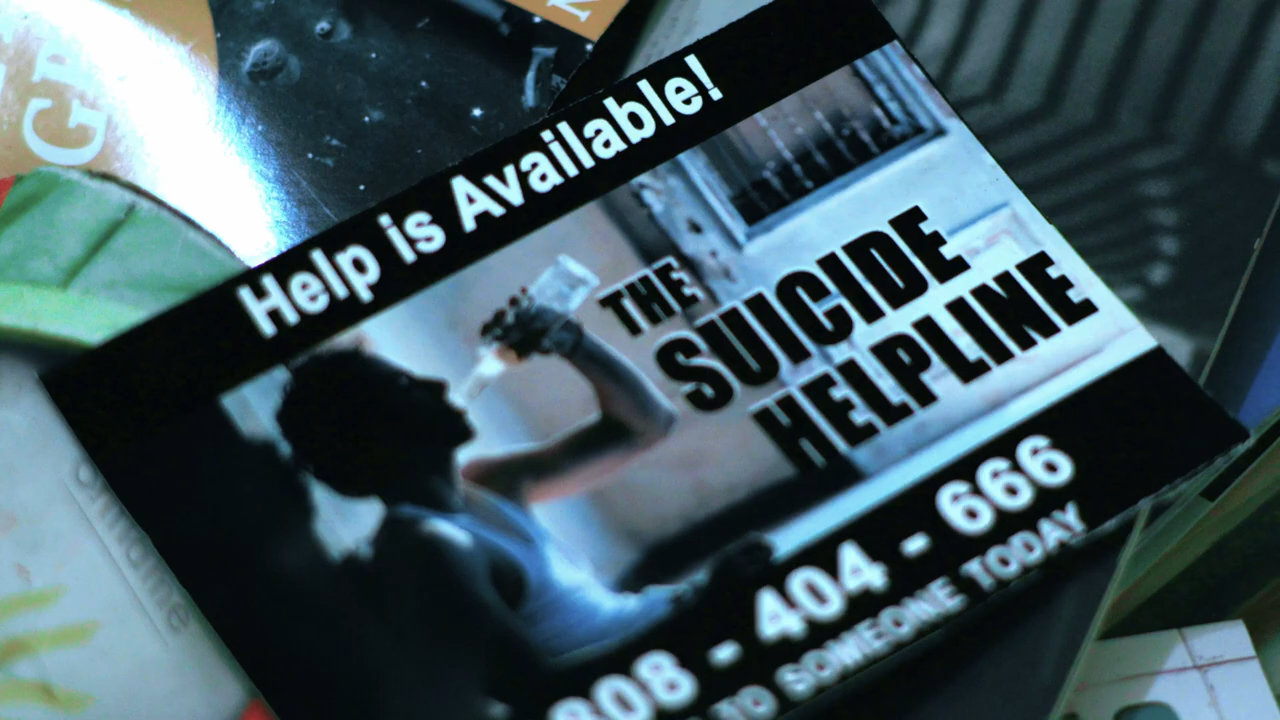 Help is Available!
THE
SUICIDE
HELPLINE
808 - 404 - 666
TO SOMEONE TODAY